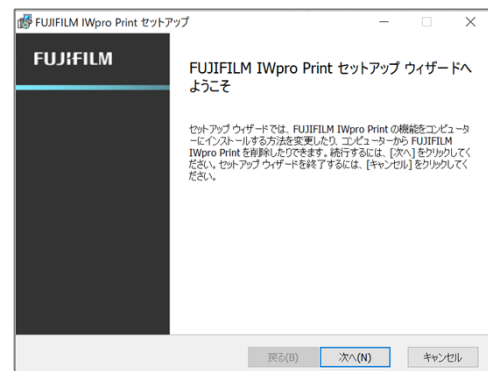 FUJIFILM IWpro Print セットアップ
FUJIFILM
FUJIFILM IWpro Print セットアップ ウィザードへ
ようこそ
セットアップ ウィザードでは、FUJIFILM IWpro Print の機能をコンピュータ
ーにインストールする方法を変更したり、コンピューターから FUJIFILM
IWpro Print を削除したりできます。続行するには、[次へ] をクリックしてく
ださい。セットアップ ウィザードを終了するには、[キャンセル] をクリックしてく
ださい。
戻る(B) 次へ(N) キャンセル